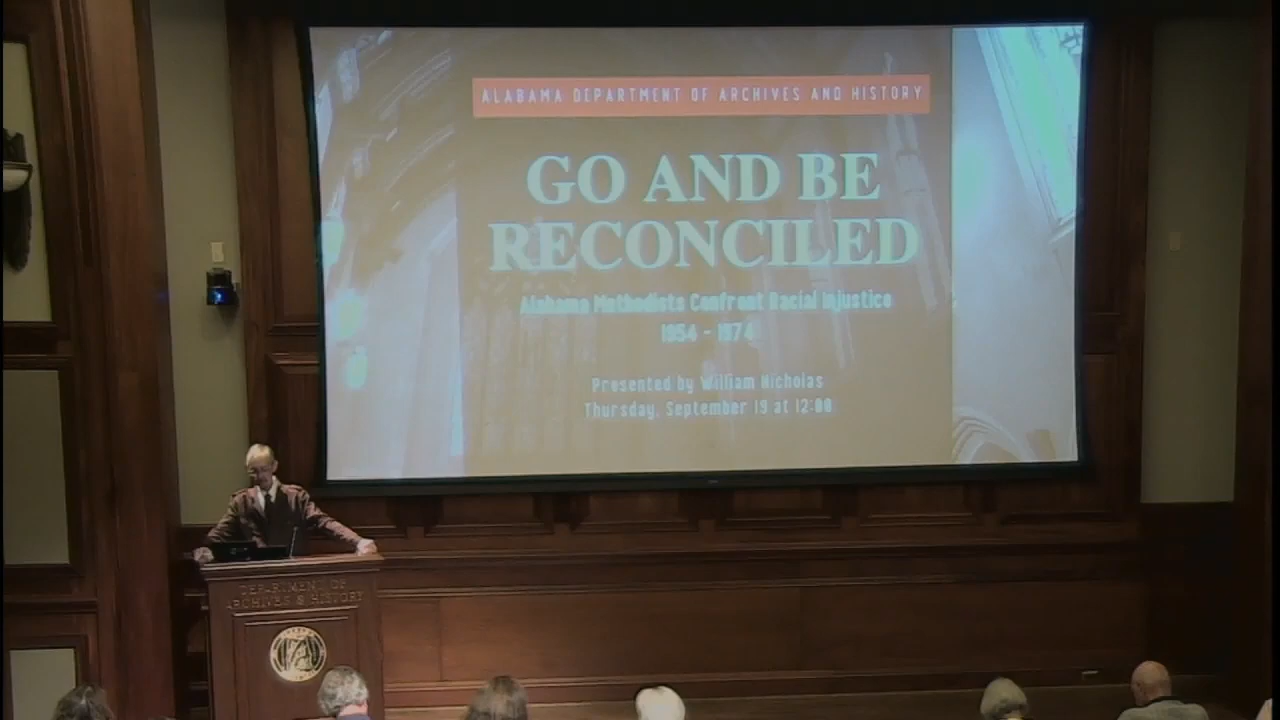 ALABAMA DEPARTMENT OF ARCHIVES AND HISTORY
GO AND BE
RECONCILED
Alabama Methodists Confront Racial Injustice
1954 - 1974
Presented by William Nicholas
Thursday, September 19 at 12:00
DEPARTMENT OF
ARCHIVES & HISTORY